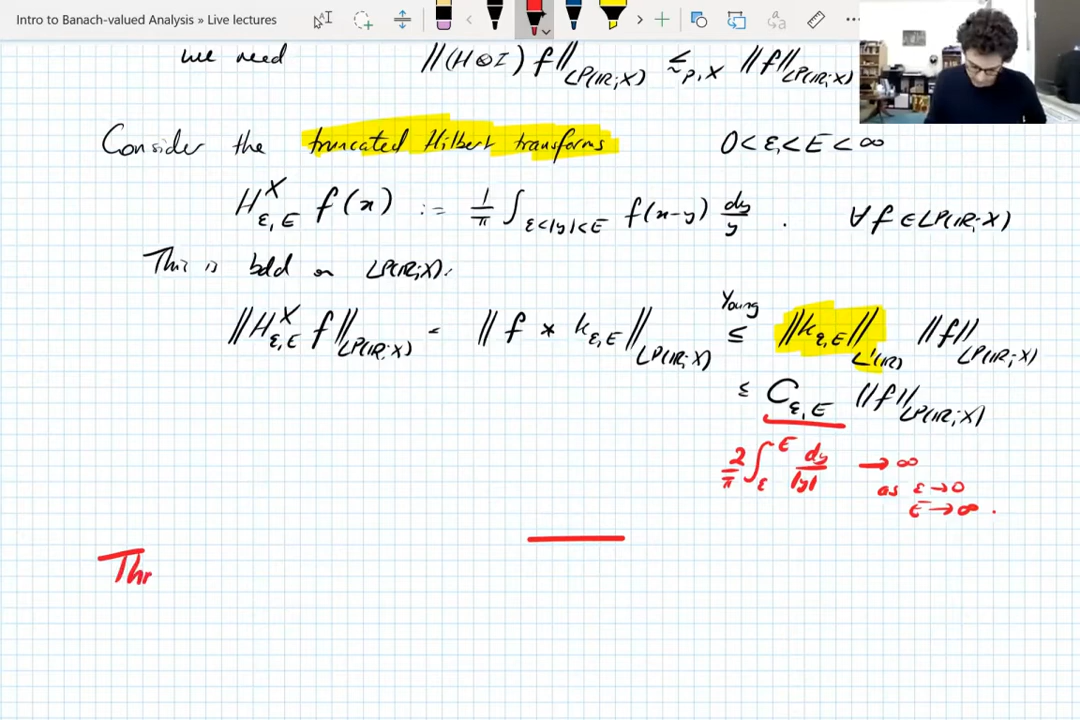 Intro to Banach-valued Analysis » Live lectures
we need ‖(H⊗I) f‖_{L^p(ℝ;X)} ≲_{p,X} ‖f‖_{L^p(ℝ;X)}
Consider the truncated Hilbert transforms 0<ε<E<∞
H^X_{ε,E} f(x) := 1/π ∫_{ε<|y|<E} f(x-y) dy/y . ∀f∈L^p(ℝ;X)
This is bdd on L^p(ℝ;X).
Young
‖H^X_{ε,E} f‖_{L^p(ℝ;X)} = ‖f * k_{ε,E}‖_{L^p(ℝ;X)} ≤ ‖k_{ε,E}‖_{L^1(ℝ)} ‖f‖_{L^p(ℝ;X)}
≤ C_{ε,E} ‖f‖_{L^p(ℝ;X)}
2/π ∫_ε^E dy/|y| → ∞
as ε→0
E→∞.
Thr